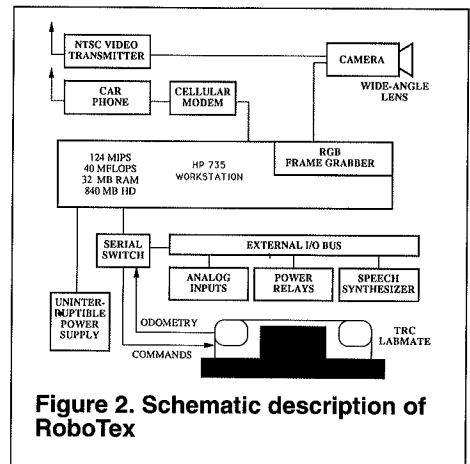 NTSC VIDEO
TRANSMITTER
CAMERA
WIDE-ANGLE
LENS
CAR
PHONE
CELLULAR
MODEM
RGB
FRAME GRABBER
124 MIPS
40 MFLOPS
32 MB RAM
840 MB HD
HP 735
WORKSTATION
SERIAL
SWITCH
EXTERNAL I/O BUS
ANALOG
INPUTS
POWER
RELAYS
SPEECH
SYNTHESIZER
UNINTER-
RUPTIBLE
POWER
SUPPLY
ODOMETRY
COMMANDS
TRC
LABMATE
Figure 2. Schematic description of
RoboTex